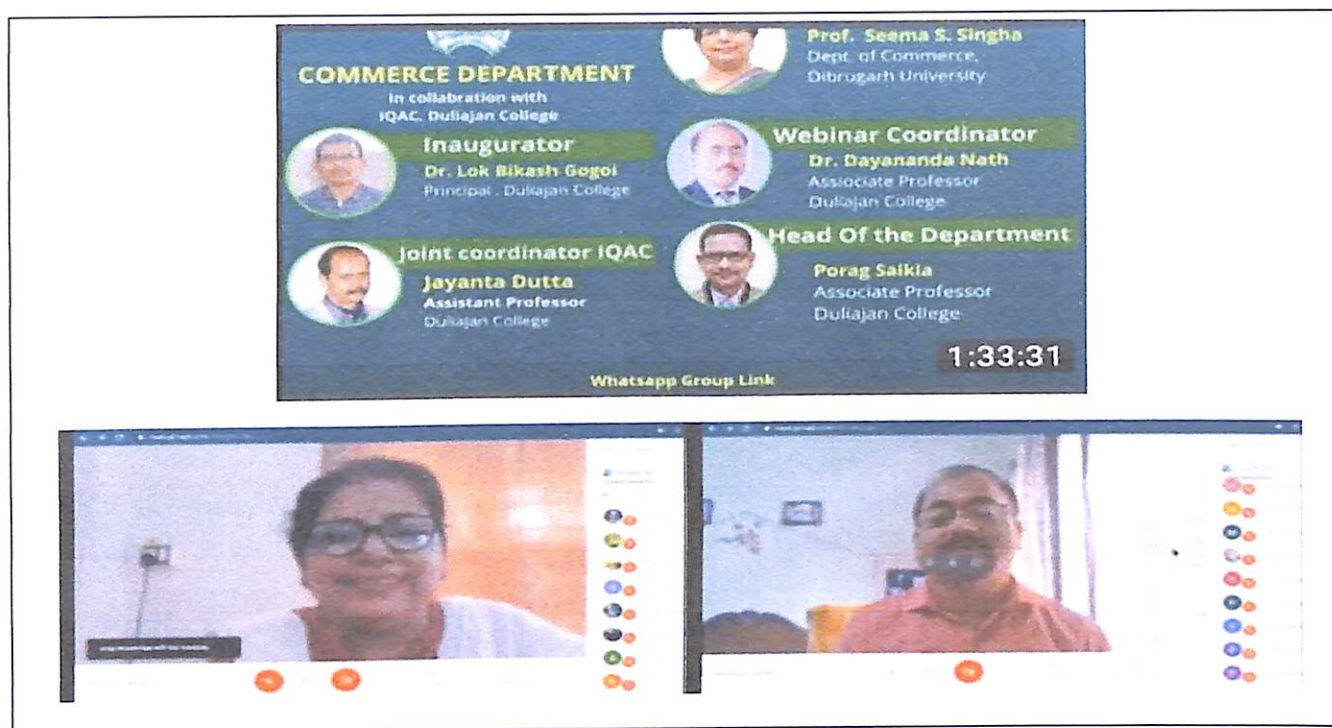 COMMERCE DEPARTMENT
in collabration with
IQAC, Duliajan College
Prof. Seema S. Singha
Dept. of Commerce,
Dibrugarh University
Inaugurator
Dr. Lok Bikash Gogoi
Principal , Duliajan College
Webinar Coordinator
Dr. Dayananda Nath
Assiociate Professor
Duliajan College
Joint coordinator IQAC
Jayanta Dutta
Assistant Professor
Duliajan College
Head Of the Department
Porag Saikia
Associate Professor
Duliajan College
1:33:31
Whatsapp Group Link